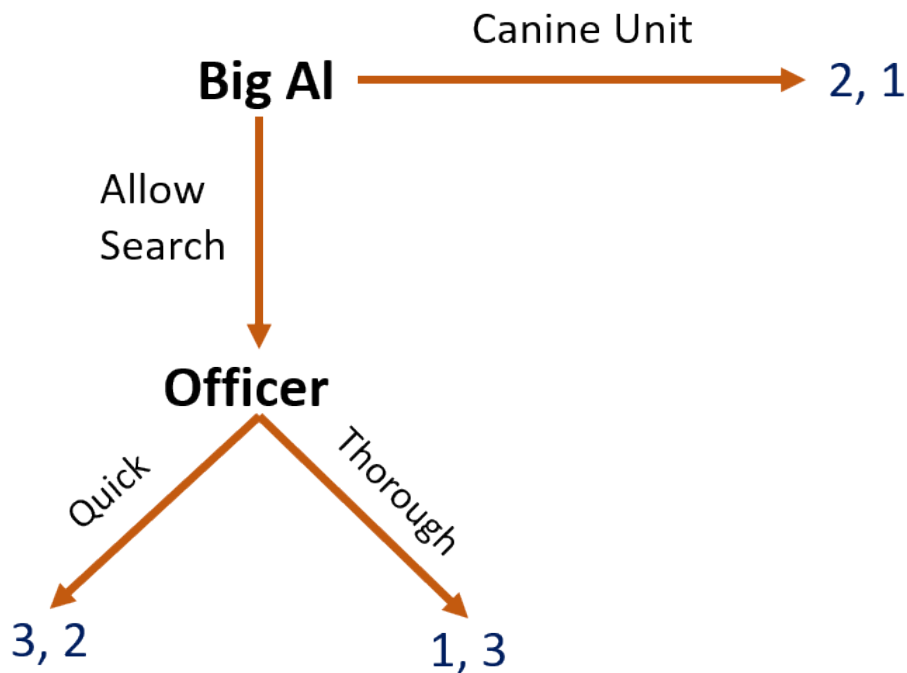 Canine Unit
Big Al
2, 1
Allow
Search
Officer
Quick
Thorough
3, 2
1, 3